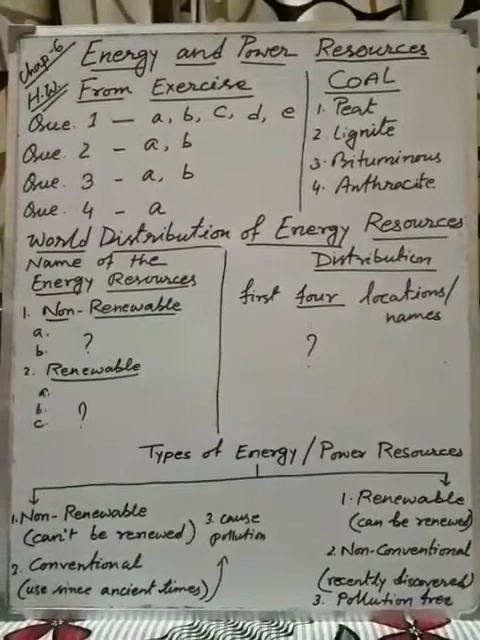 Chap-6
Energy and Power Resources
H.W.
From Exercise
Que. 1 — a, b, c, d, e
Que. 2 - a, b
Que. 3 - a, b
Que. 4 - a
COAL
1. Peat
2. Lignite
3. Bituminous
4. Anthracite
World Distribution of Energy Resources
Name of the
Energy Resources
1. Non-Renewable
a.
b. ?
2. Renewable
a.
b. ?
c.
Distribution
first four locations/
names
?
Types of Energy/Power Resources
1. Non-Renewable
(can't be renewed)
2. Conventional
(use since ancient times)
3. cause
pollution
1. Renewable
(can be renewed)
2. Non-Conventional
(recently discovered)
3. Pollution free